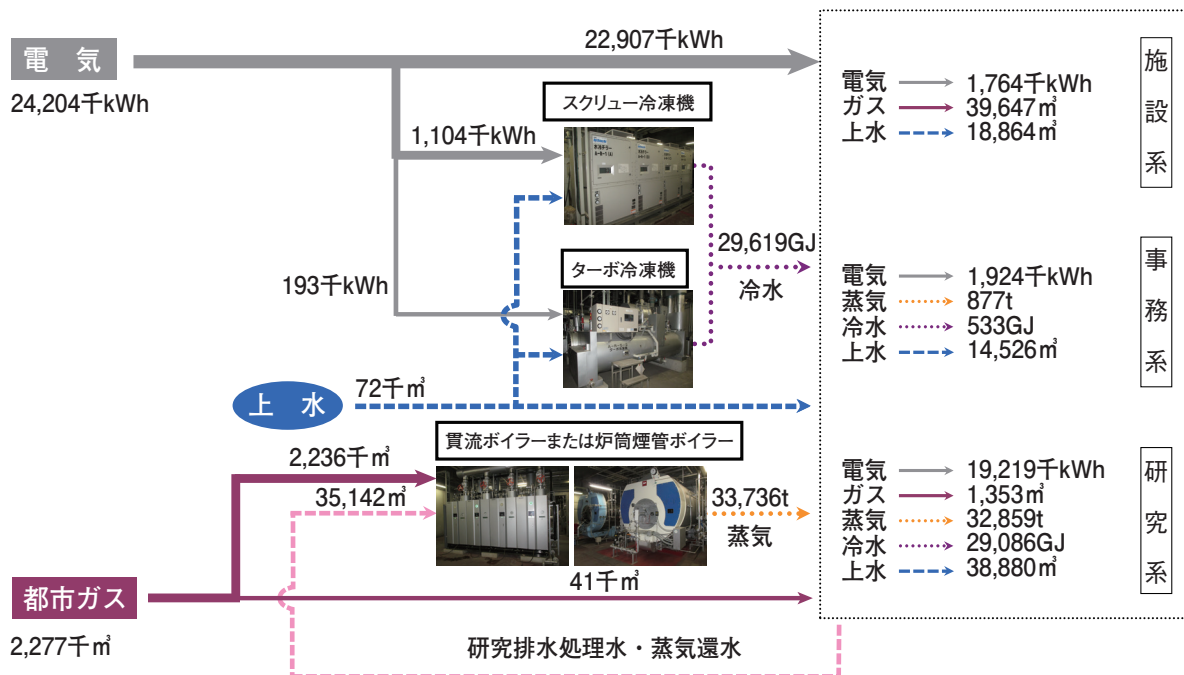 電 気
24,204千kWh
22,907千kWh
1,104千kWh
193千kWh
スクリュー冷凍機
ターボ冷凍機
29,619GJ
冷水
上 水
72千㎥
貫流ボイラーまたは炉筒煙管ボイラー
2,236千㎥
35,142㎥
33,736t
蒸気
41千㎥
都市ガス
2,277千㎥
研究排水処理水・蒸気還水
施設系
電気 1,764千kWh
ガス 39,647㎥
上水 18,864㎥
事務系
電気 1,924千kWh
蒸気 877t
冷水 533GJ
上水 14,526㎥
研究系
電気 19,219千kWh
ガス 1,353㎥
蒸気 32,859t
冷水 29,086GJ
上水 38,880㎥